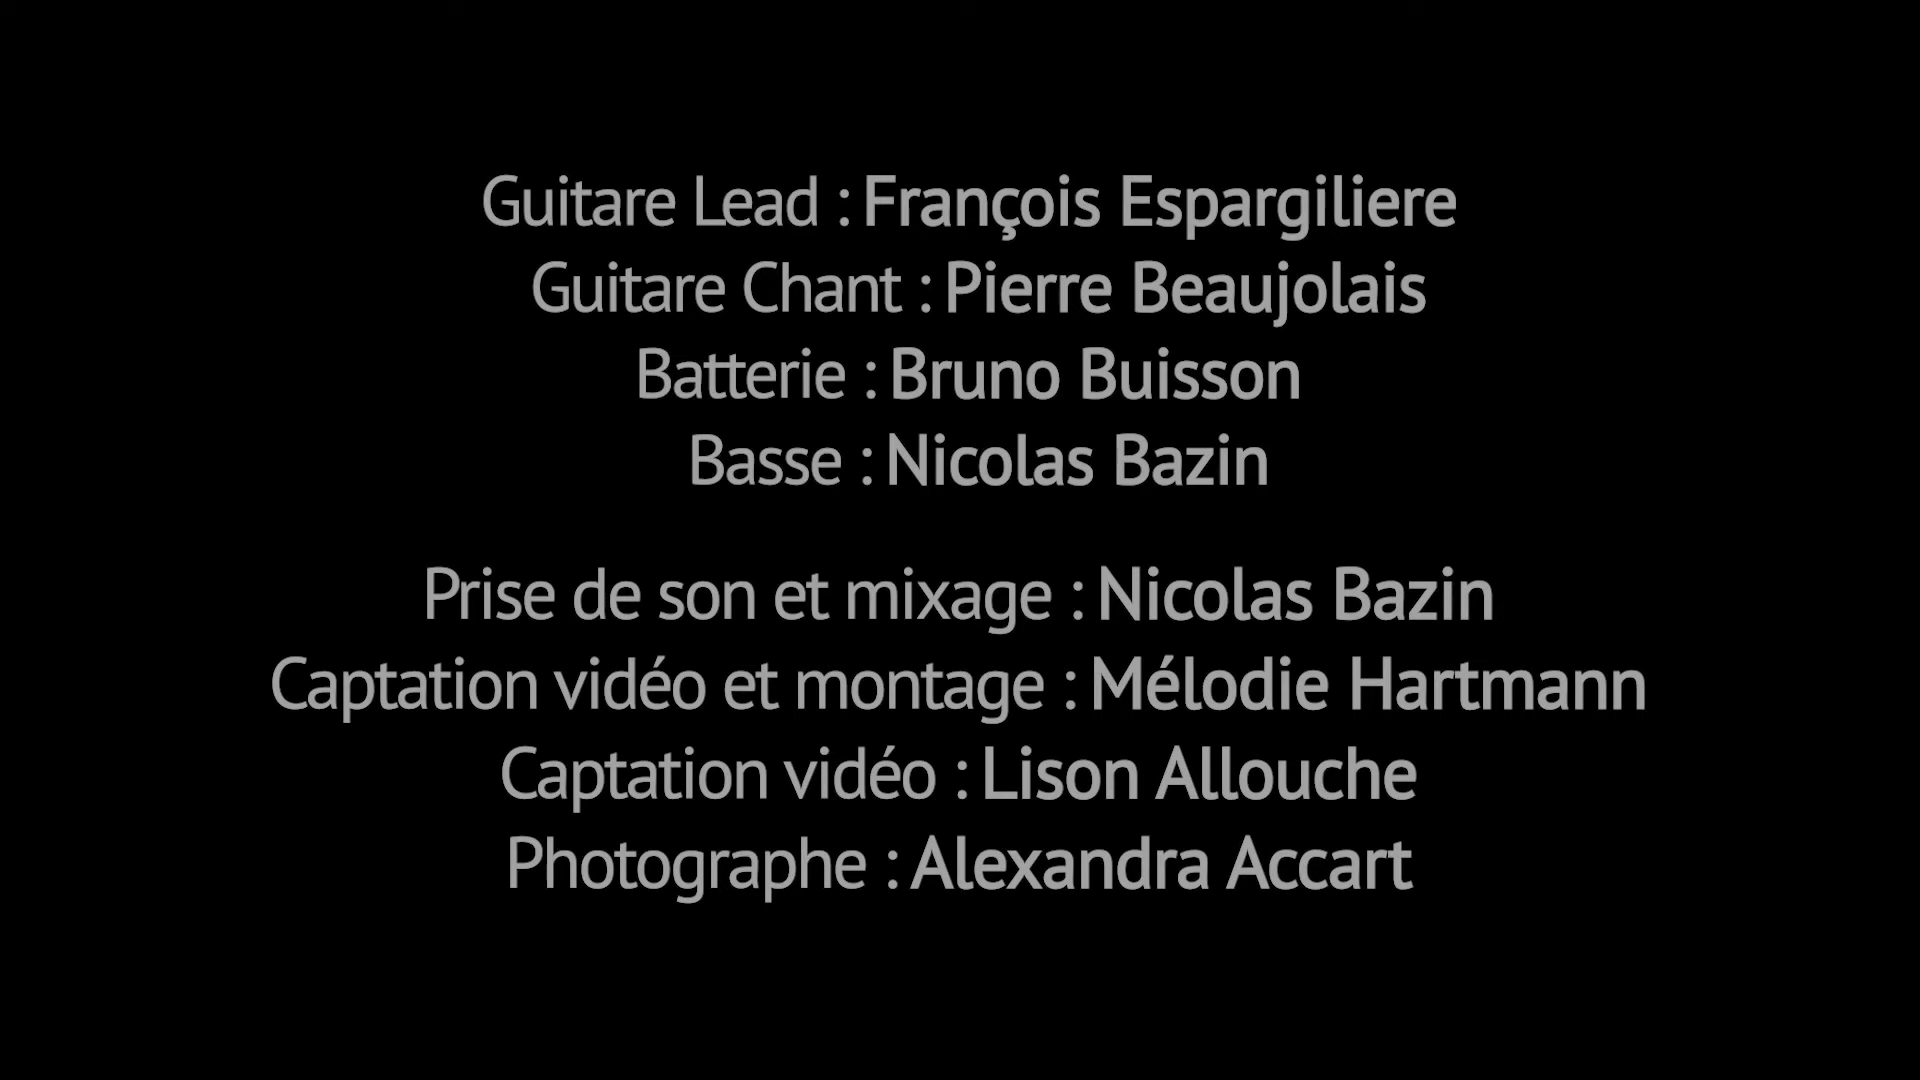 Guitare Lead : François Espargiliere
Guitare Chant : Pierre Beaujolais
Batterie : Bruno Buisson
Basse : Nicolas Bazin
Prise de son et mixage : Nicolas Bazin
Captation vidéo et montage : Mélodie Hartmann
Captation vidéo : Lison Allouche
Photographe : Alexandra Accart